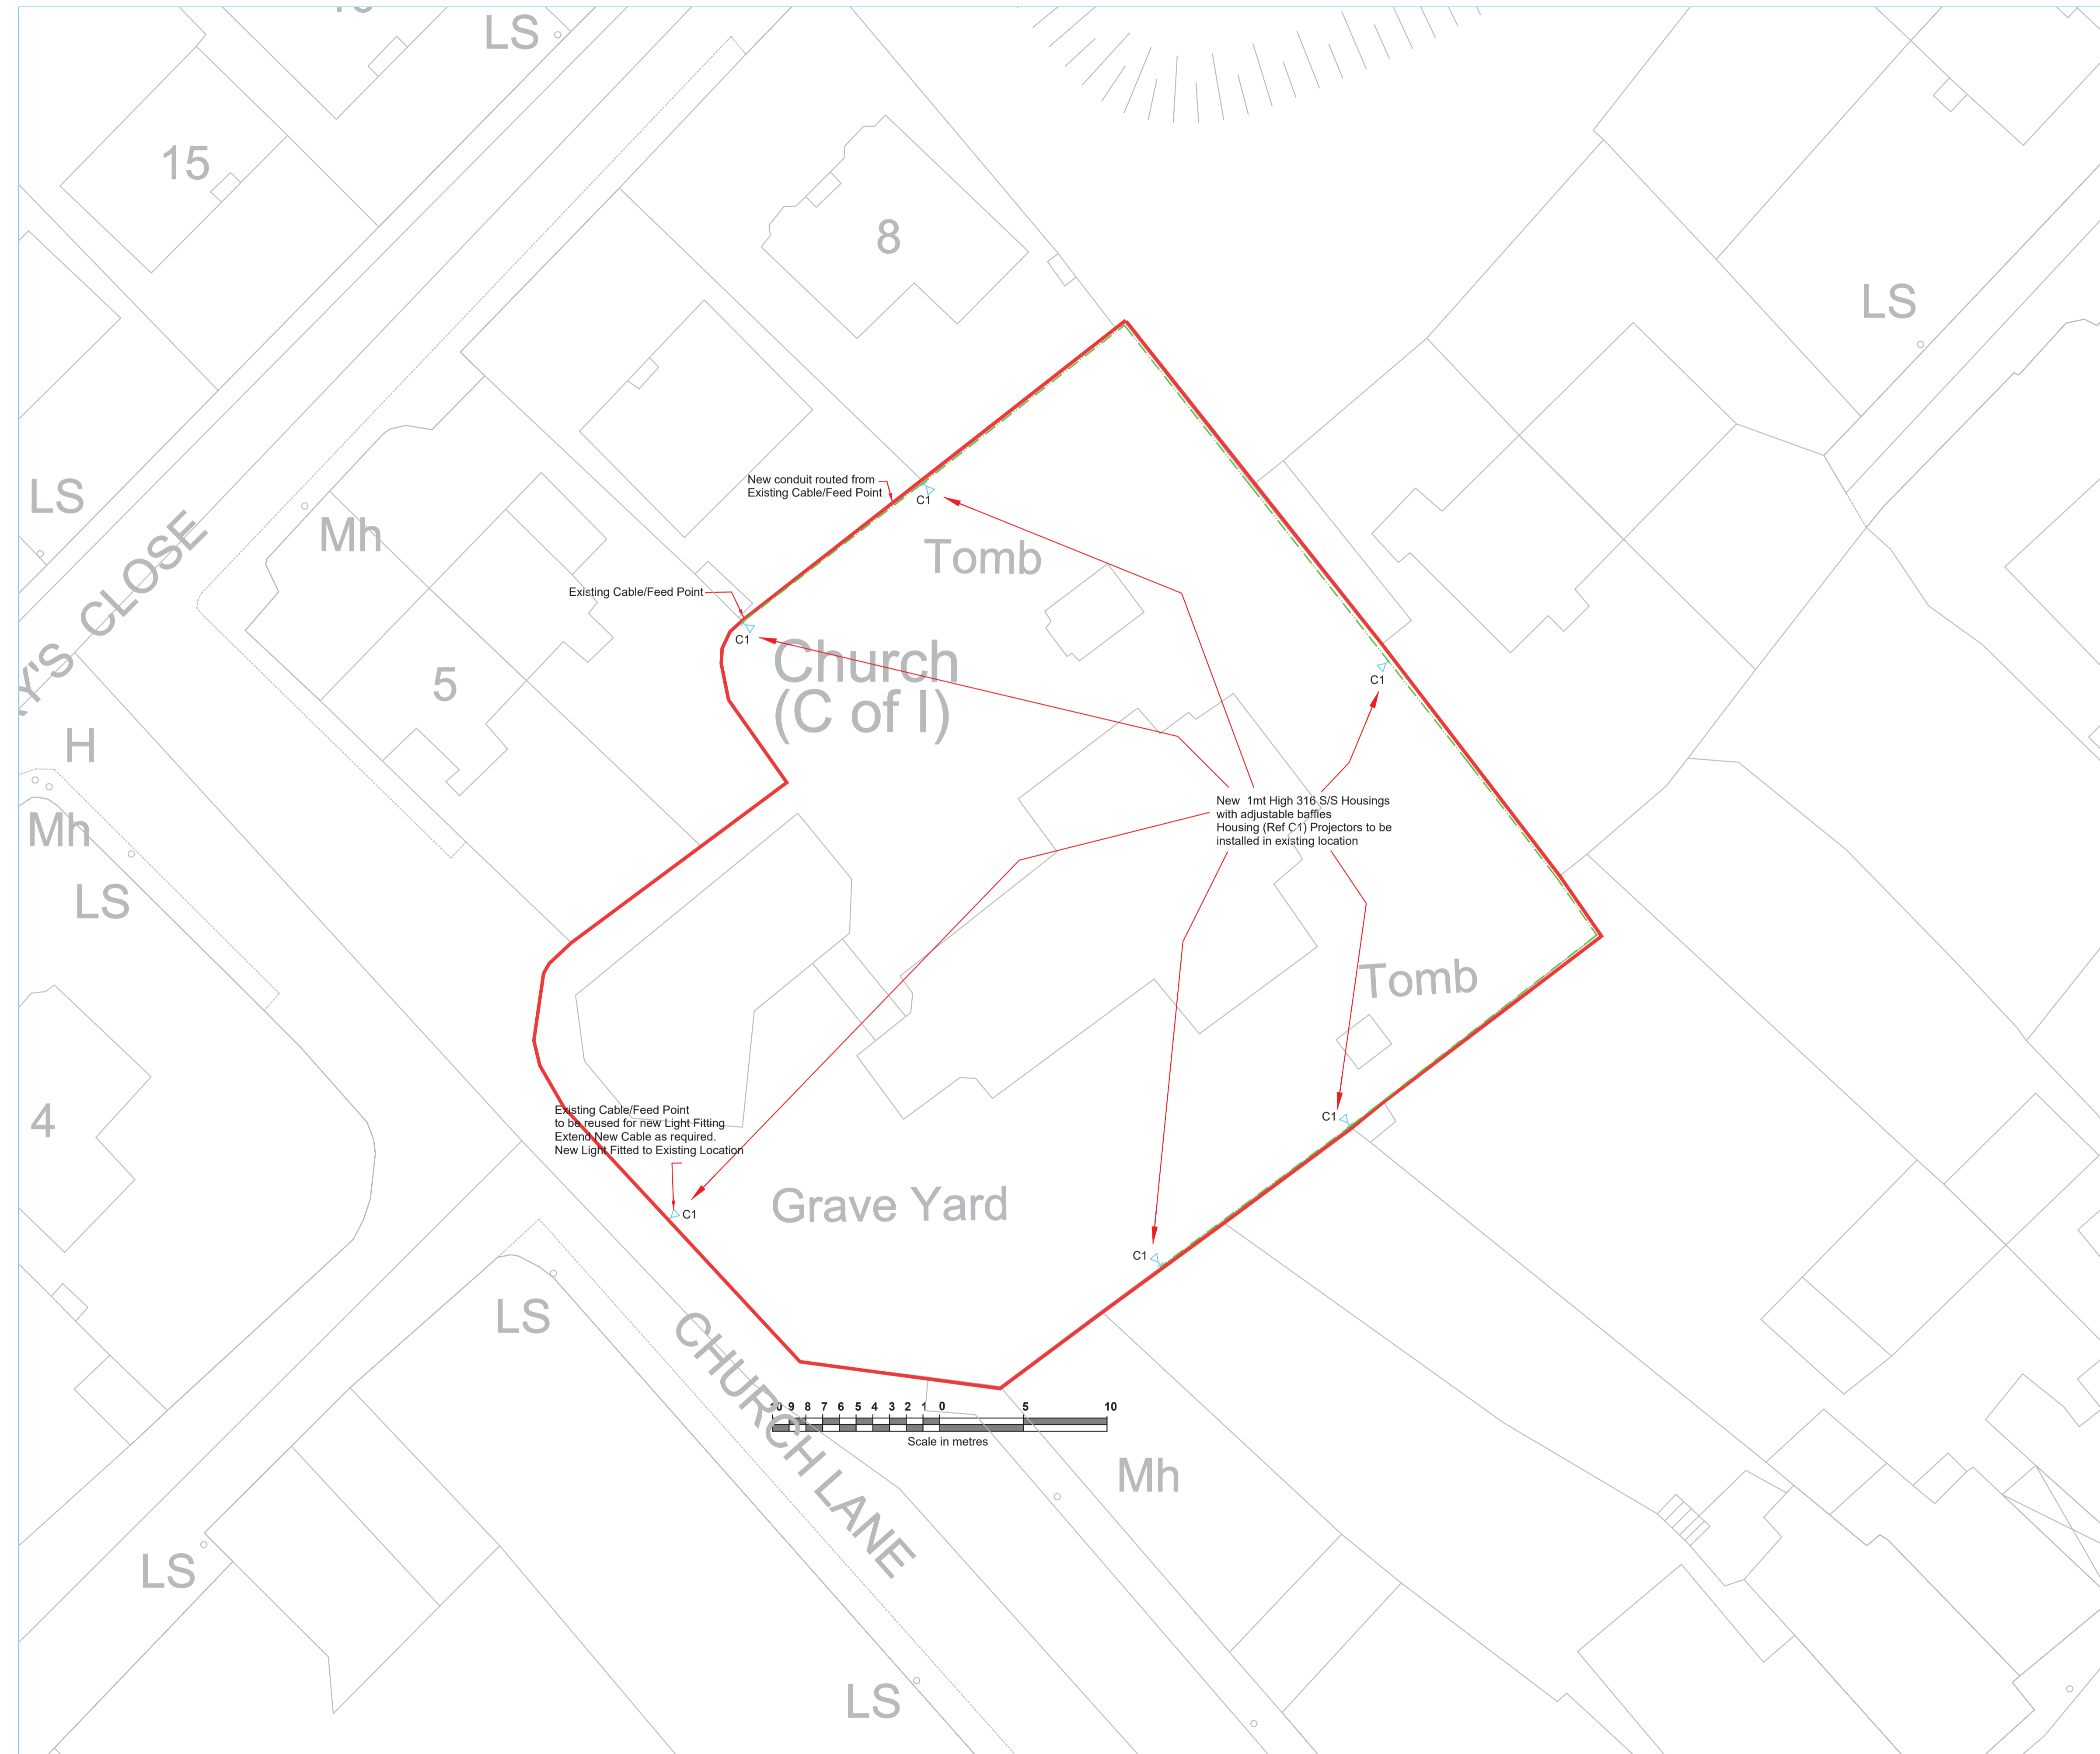 LS
15
8
LS
New conduit routed from
Existing Cable/Feed Point
C1
LS
Mh
Tomb
Existing Cable/Feed Point
C1
Church
(C of I)
C1
5
Y'S CLOSE
H
Mh
LS
New 1mt High 316 S/S Housings
with adjustable baffles
Housing (Ref C1) Projectors to be
installed in existing location
Tomb
4
Existing Cable/Feed Point
to be reused for new Light Fitting
Extend New Cable as required.
New Light Fitted to Existing Location
C1
C1
Grave Yard
C1
LS
CHURCH LANE
10 9 8 7 6 5 4 3 2 1 0 5 10
Scale in metres
Mh
LS
LS